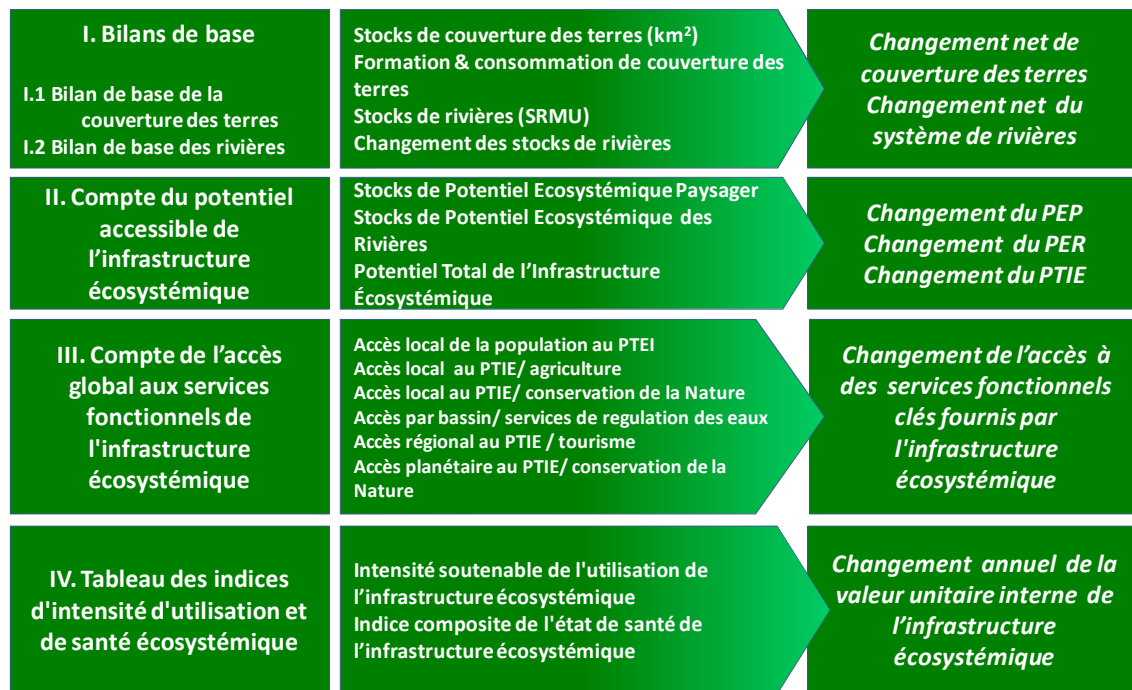 I. Bilans de base
I.1 Bilan de base de la
couverture des terres
I.2 Bilan de base des rivières
Stocks de couverture des terres (km²)
Formation & consommation de couverture des
terres
Stocks de rivières (SRMU)
Changement des stocks de rivières
Changement net de
couverture des terres
Changement net du
système de rivières
II. Compte du potentiel
accessible de
l’infrastructure
écosystémique
Stocks de Potentiel Ecosystémique Paysager
Stocks de Potentiel Ecosystémique des
Rivières
Potentiel Total de l’Infrastructure
Écosystémique
Changement du PEP
Changement du PER
Changement du PTIE
III. Compte de l’accès
global aux services
fonctionnels de
l'infrastructure
écosystémique
Accès local de la population au PTEI
Accès local au PTIE/ agriculture
Accès local au PTIE/ conservation de la Nature
Accès par bassin/ services de regulation des eaux
Accès régional au PTIE / tourisme
Accès planétaire au PTIE/ conservation de la
Nature
Changement de l’accès à
des services fonctionnels
clés fournis par
l'infrastructure
écosystémique
IV. Tableau des indices
d'intensité d'utilisation et
de santé écosystémique
Intensité soutenable de l'utilisation de
l’infrastructure écosystémique
Indice composite de l'état de santé de
l’infrastructure écosystémique
Changement annuel de la
valeur unitaire interne de
l’infrastructure
écosystémique